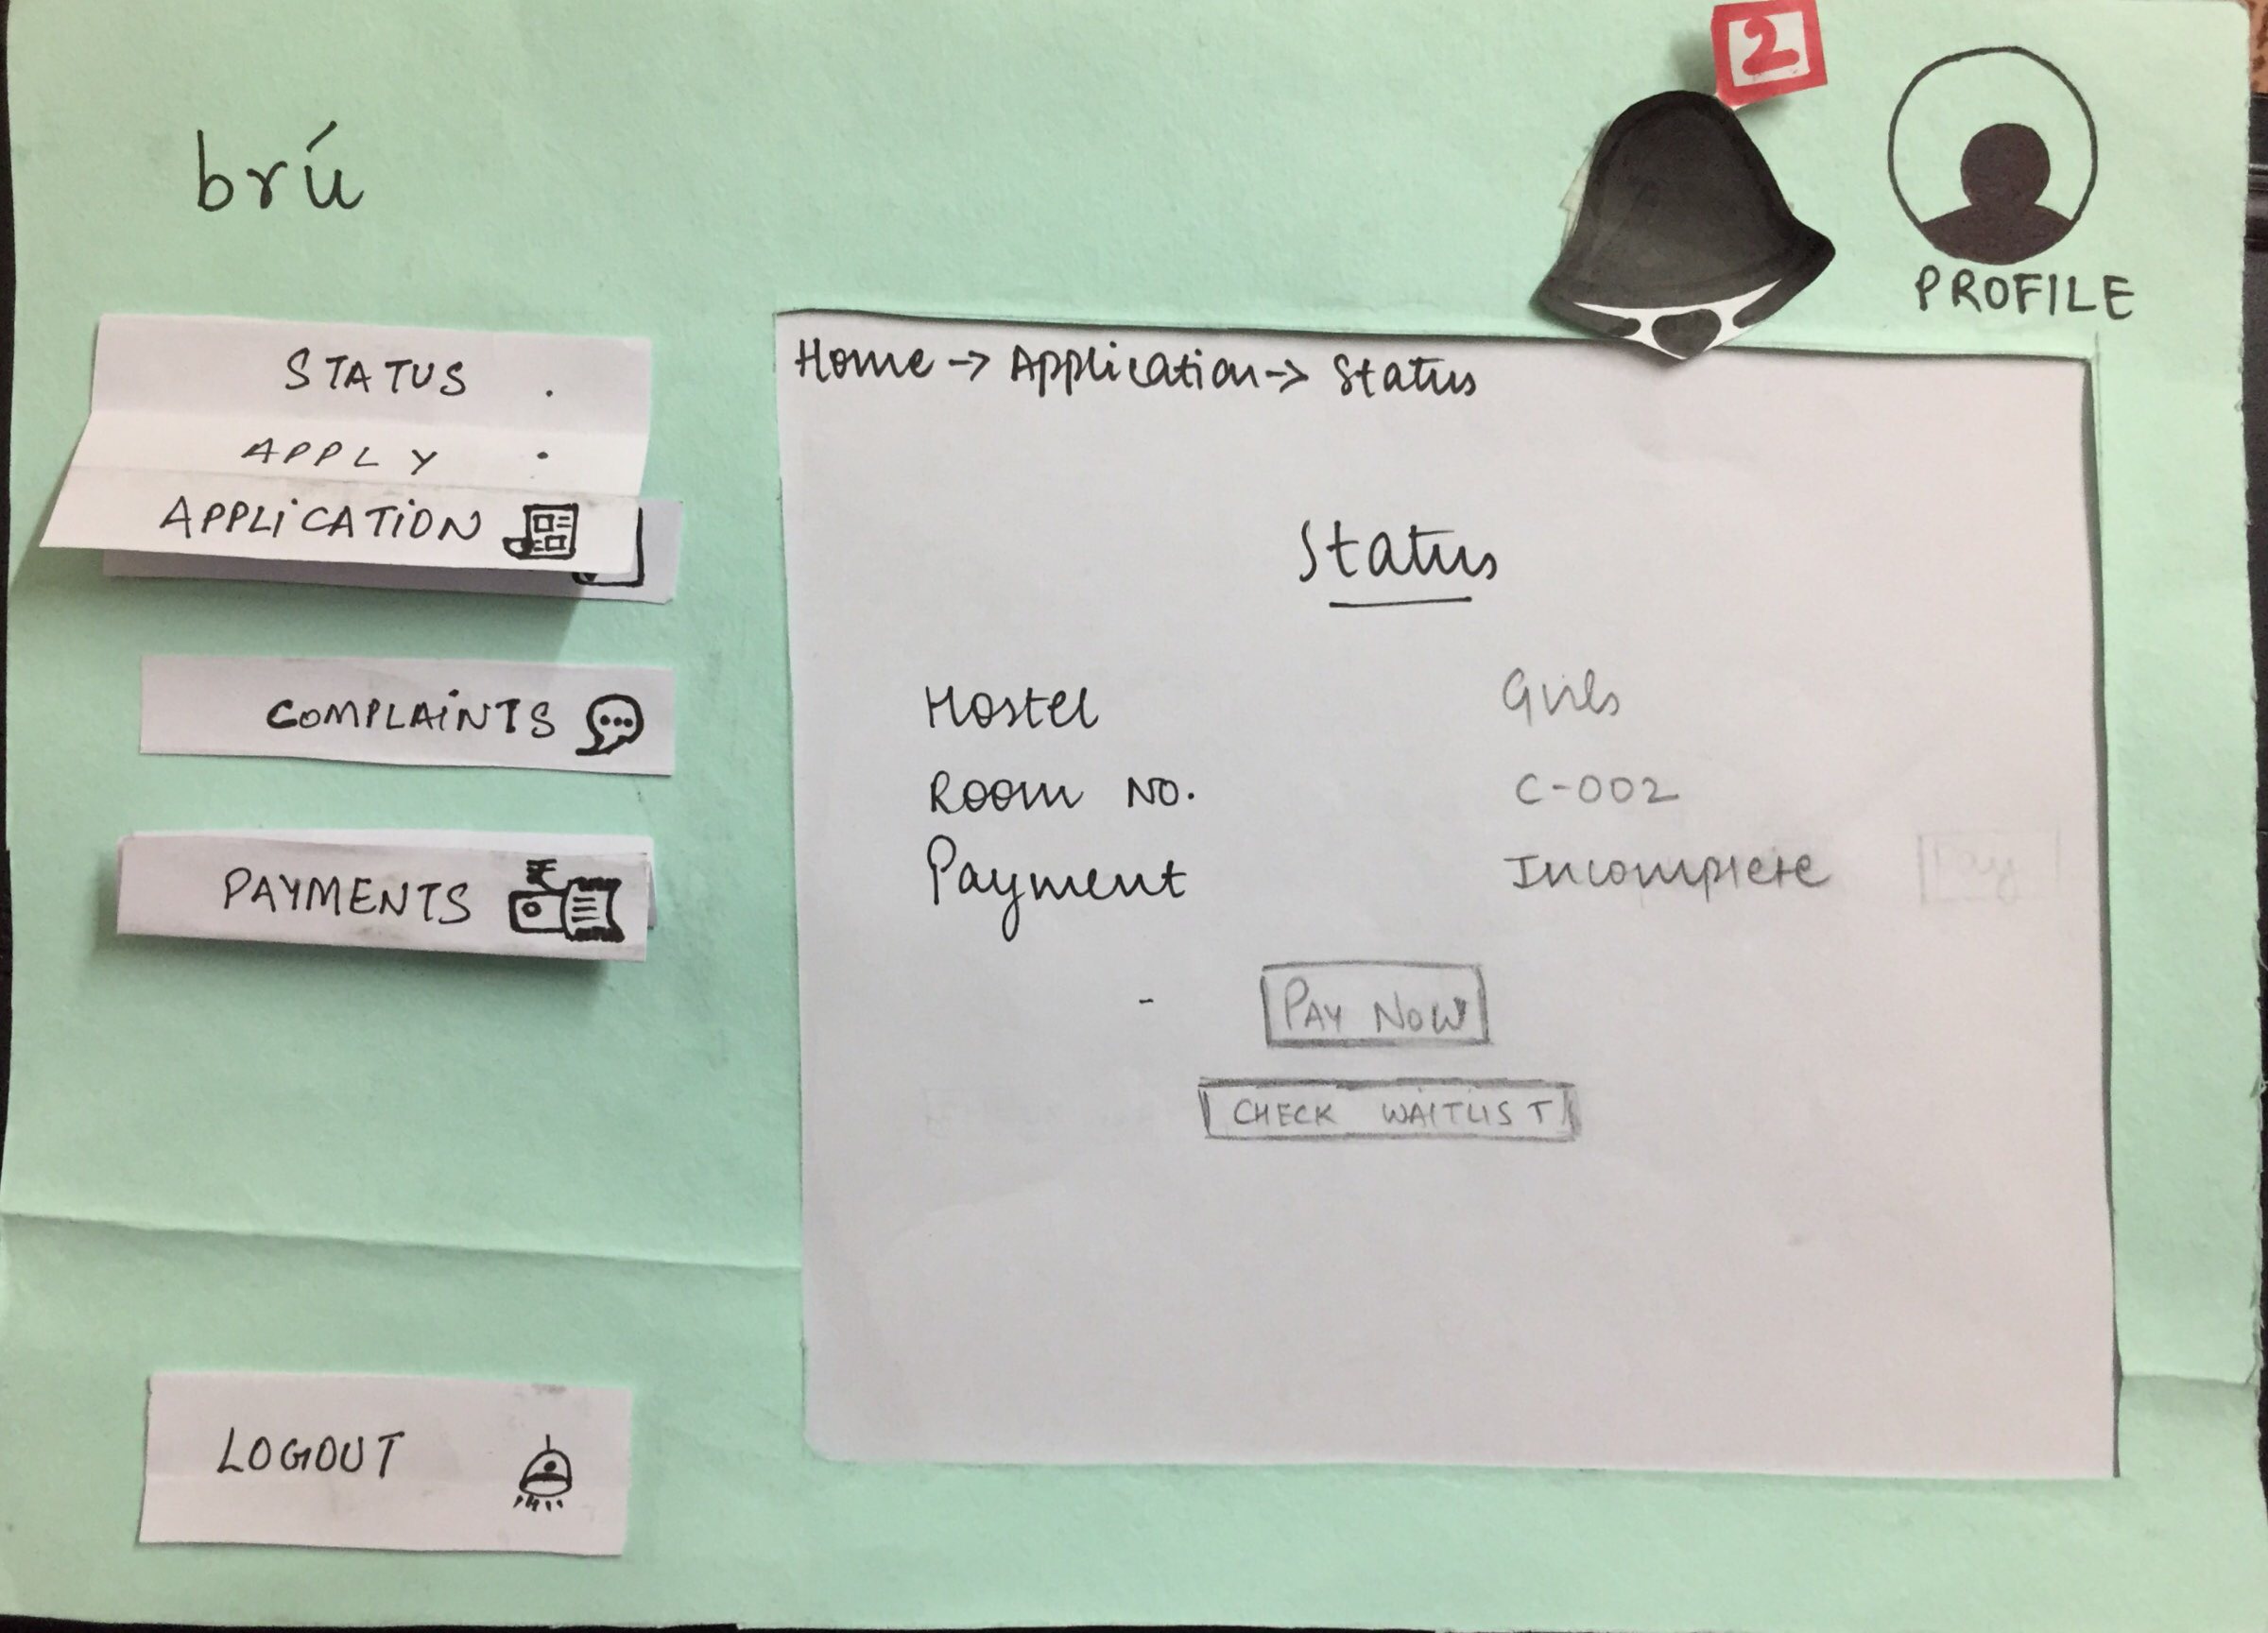 2
brú
PROFILE
STATUS .
APPLY .
APPLICATION
COMPLAINTS
PAYMENTS
LOGOUT
Home → Application → Status
Status
Hostel Girls
Room No. C-002
Payment Incomplete Pay
- PAY NOW
CHECK WAITLIST